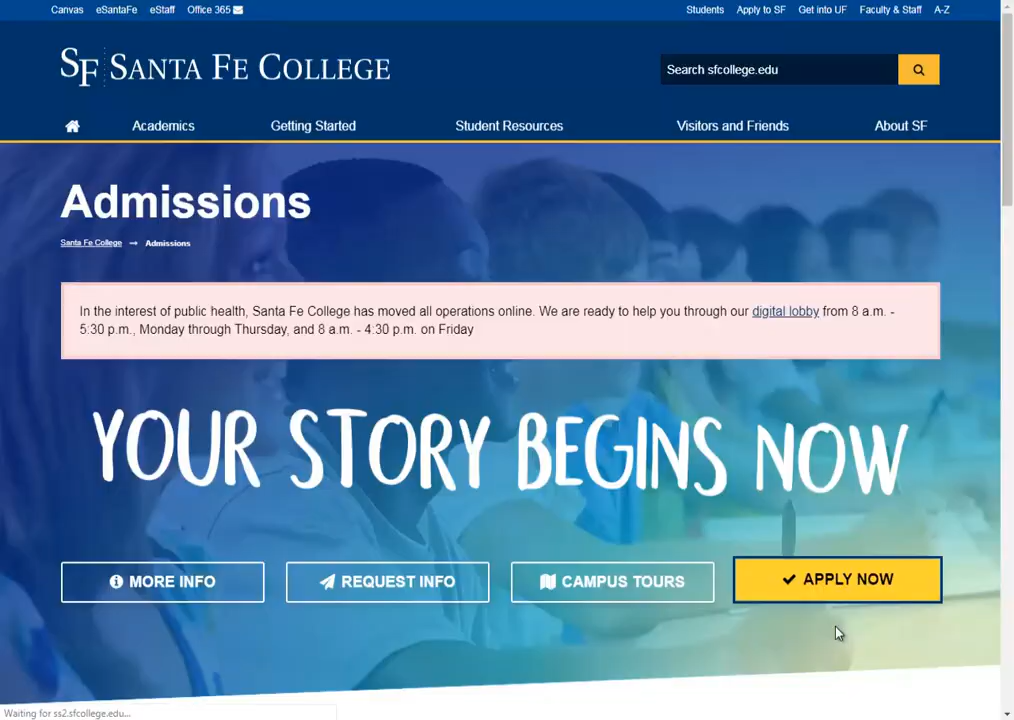 Canvas eSantaFe eStaff Office 365 Students Apply to SF Get into UF Faculty & Staff A-Z
SF SANTA FE COLLEGE
Search sfcollege.edu
Academics Getting Started Student Resources Visitors and Friends About SF
Admissions
Santa Fe College → Admissions
In the interest of public health, Santa Fe College has moved all operations online. We are ready to help you through our digital lobby from 8 a.m. -
5:30 p.m., Monday through Thursday, and 8 a.m. - 4:30 p.m. on Friday
YOUR STORY BEGINS NOW
MORE INFO REQUEST INFO CAMPUS TOURS APPLY NOW
Waiting for ss2.sfcollege.edu...